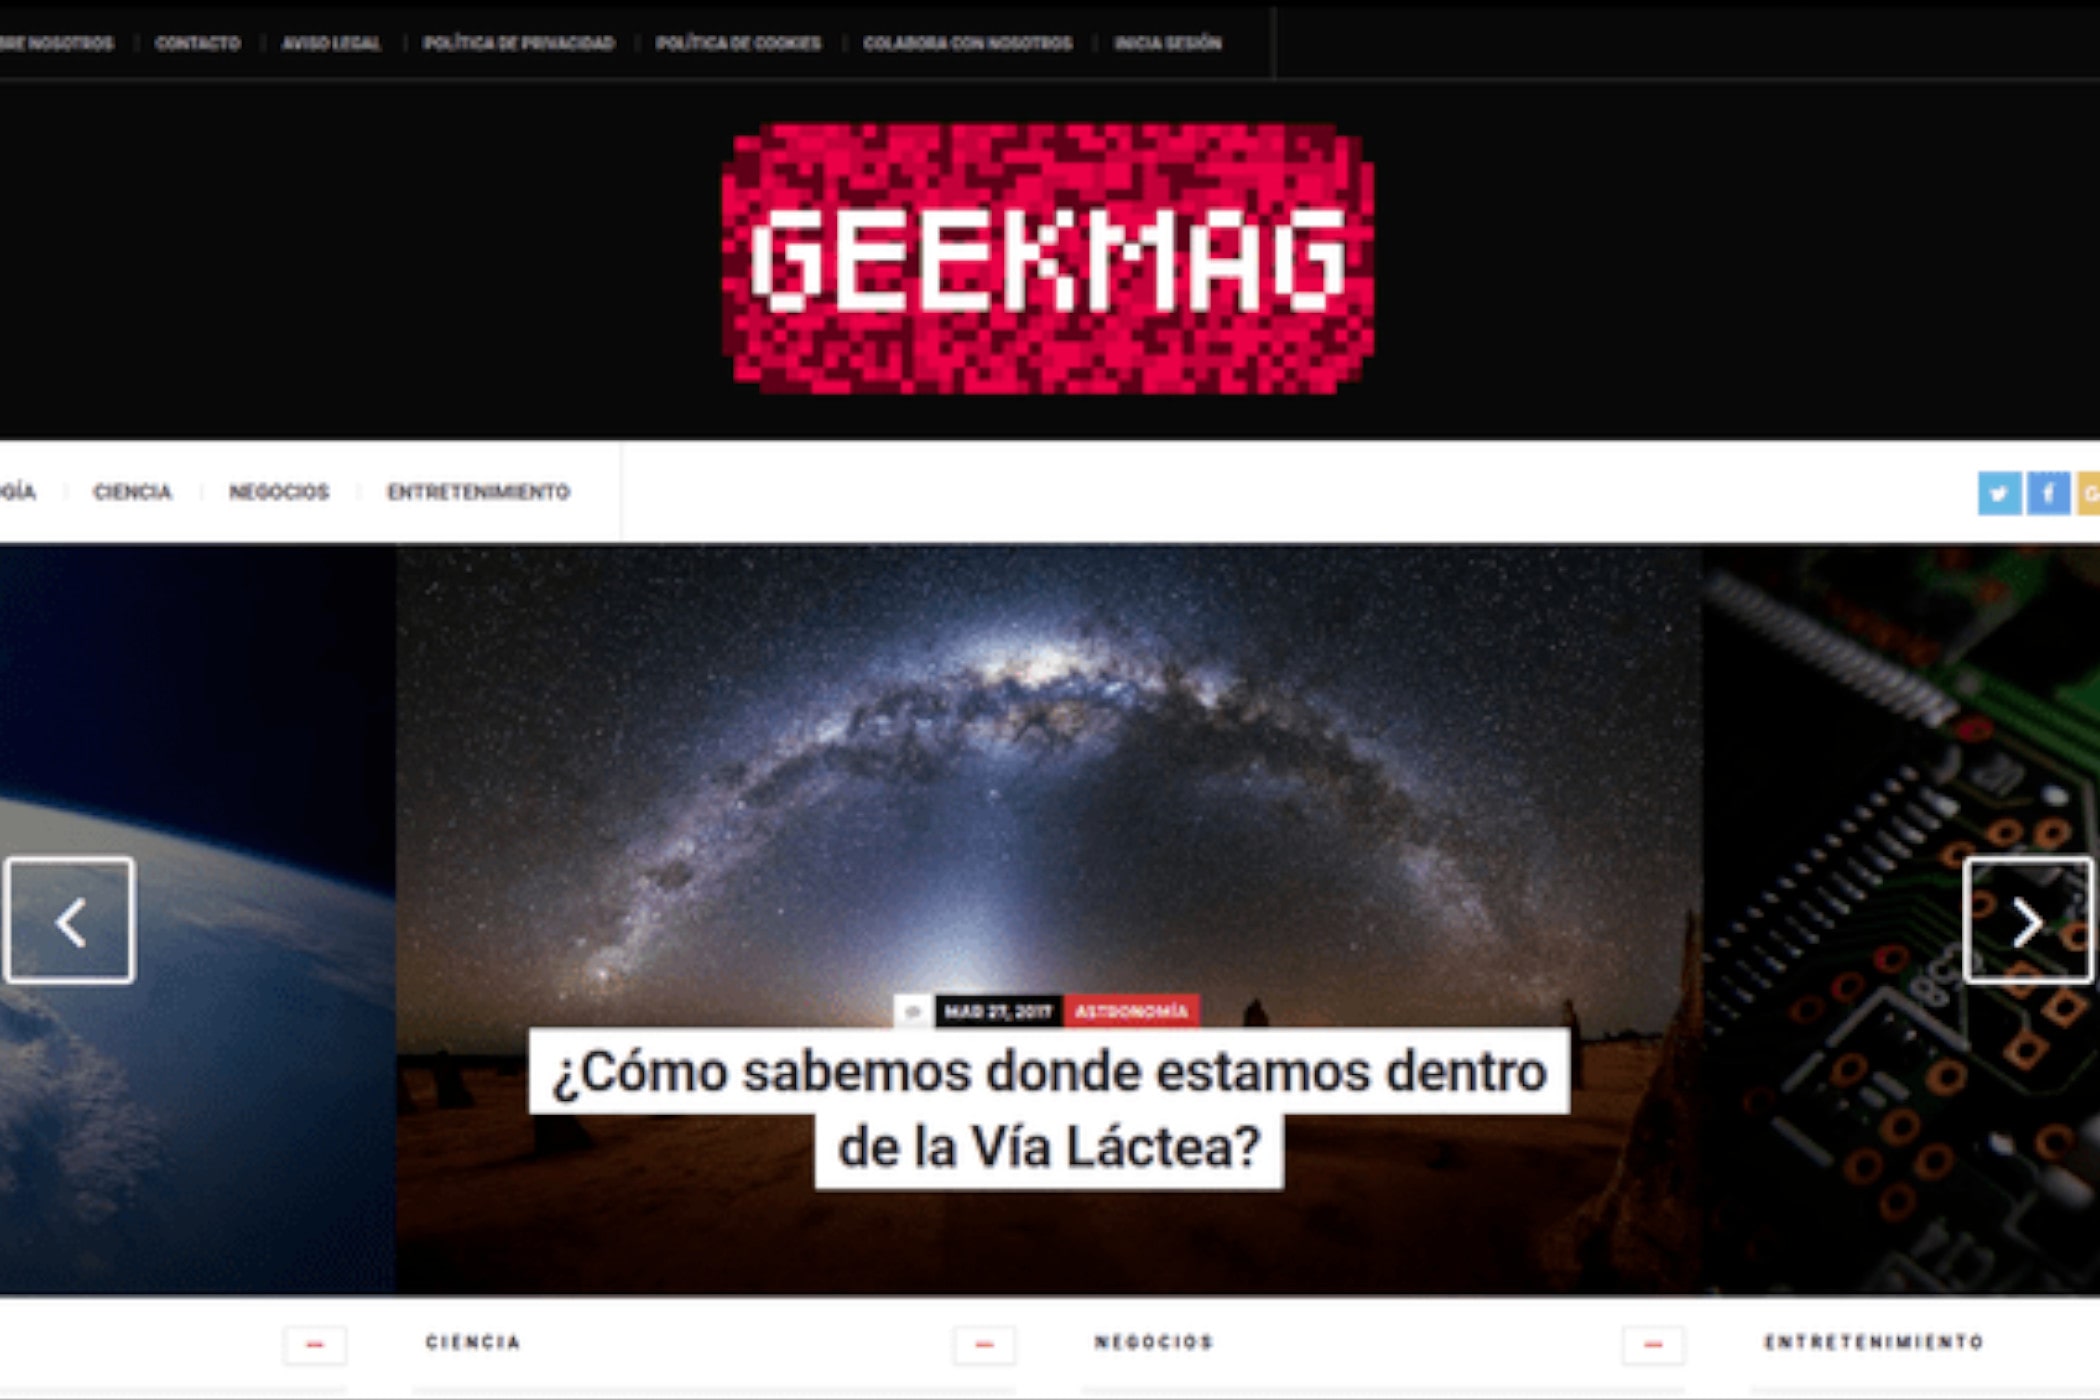 BRE NOSOTROS CONTACTO AVISO LEGAL POLÍTICA DE PRIVACIDAD POLÍTICA DE COOKIES COLABORA CON NOSOTROS INICIA SESIÓN
GEEKMAG
GÍA CIENCIA NEGOCIOS ENTRETENIMIENTO
MAR 27, 2017 ASTRONOMÍA
¿Cómo sabemos donde estamos dentro
de la Vía Láctea?
CIENCIA NEGOCIOS ENTRETENIMIENTO